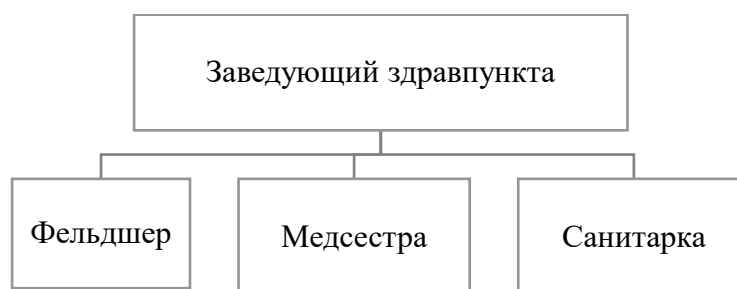 Заведующий здравпункта
Фельдшер
Медсестра
Санитарка